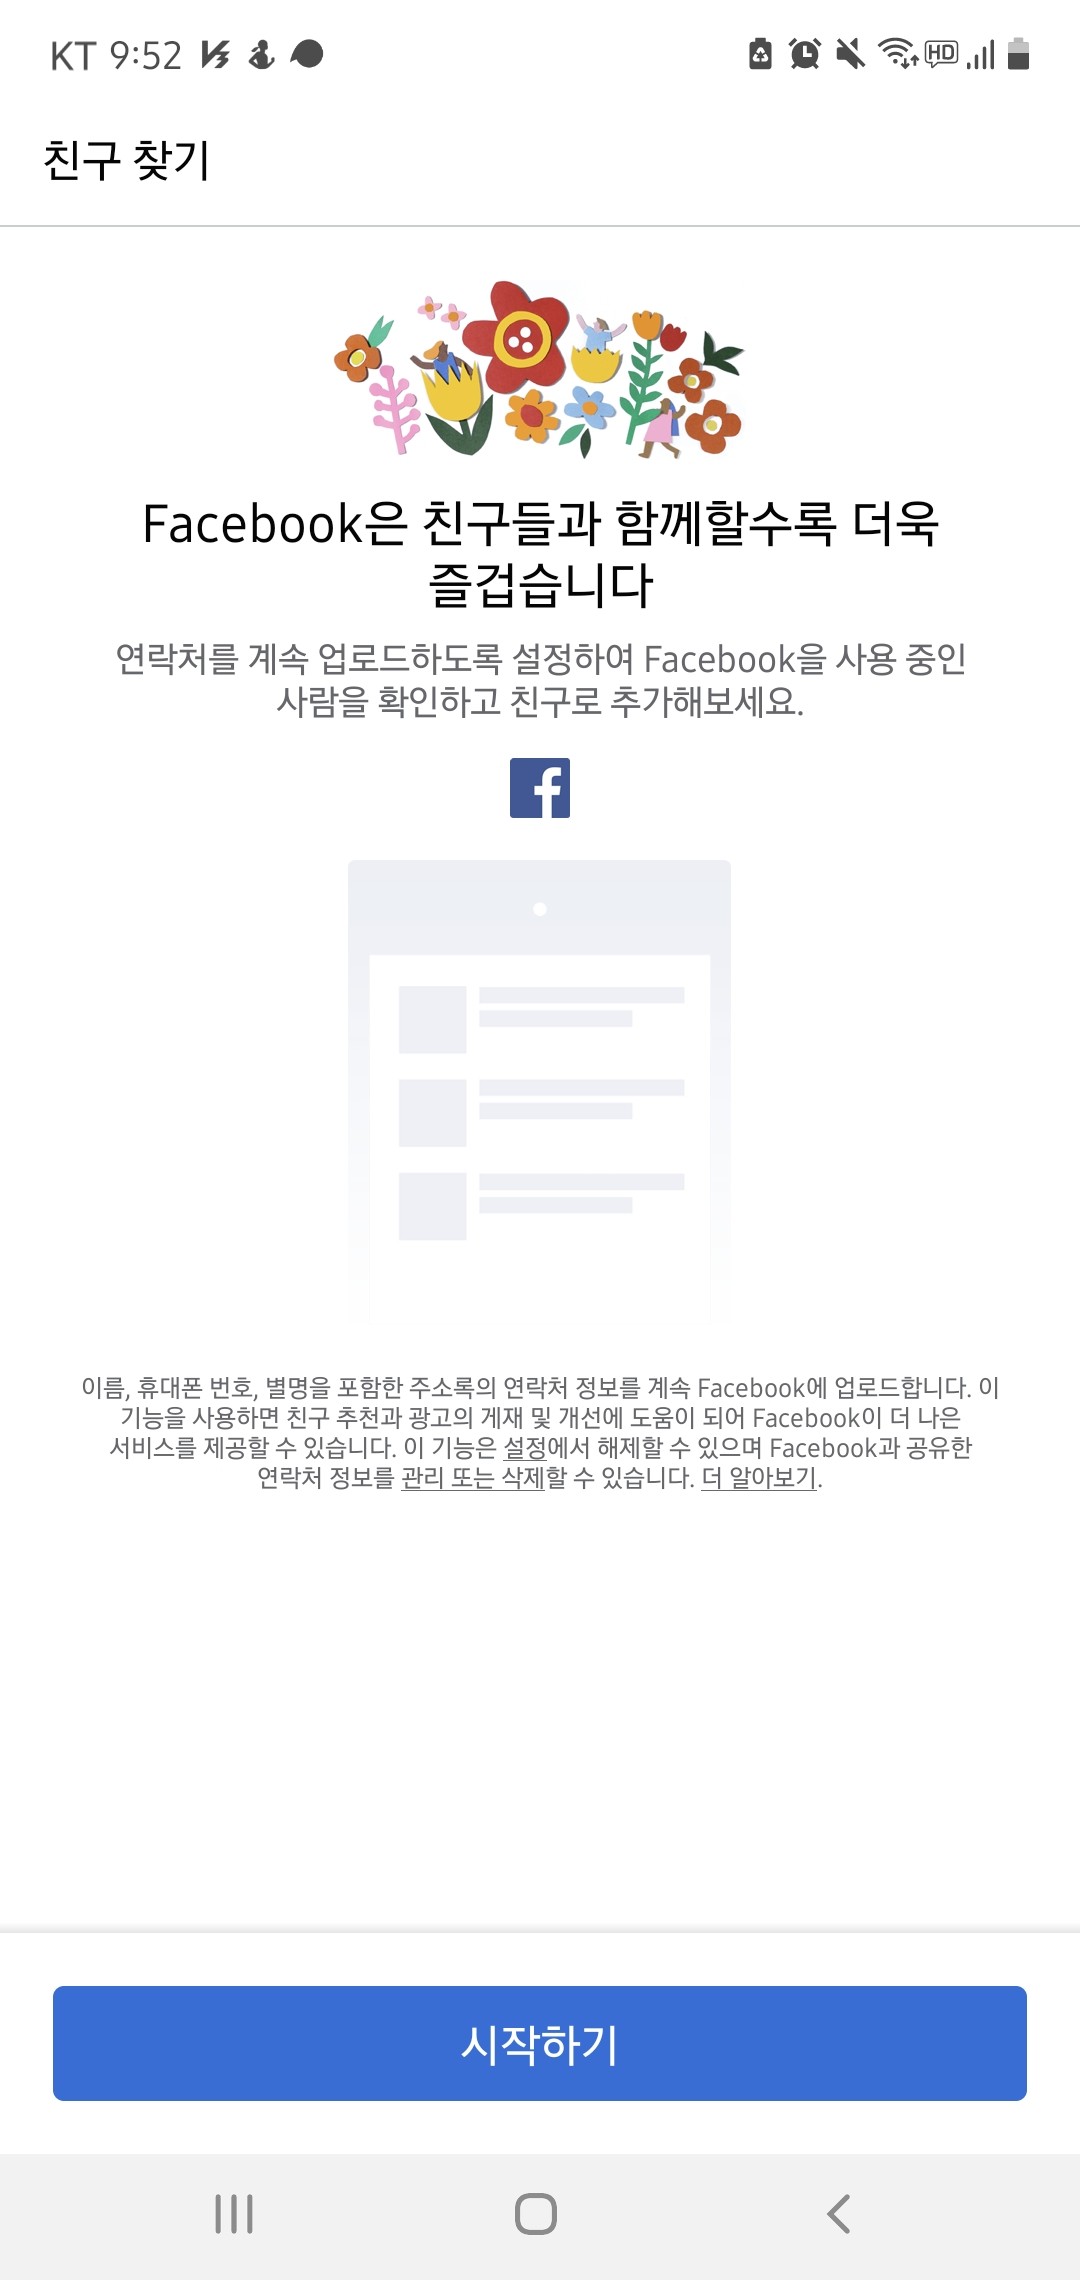 KT 9:52
HD
친구 찾기
Facebook은 친구들과 함께할수록 더욱
즐겁습니다
연락처를 계속 업로드하도록 설정하여 Facebook을 사용 중인
사람을 확인하고 친구로 추가해보세요.
f
이름, 휴대폰 번호, 별명을 포함한 주소록의 연락처 정보를 계속 Facebook에 업로드합니다. 이
기능을 사용하면 친구 추천과 광고의 게재 및 개선에 도움이 되어 Facebook이 더 나은
서비스를 제공할 수 있습니다. 이 기능은 설정에서 해제할 수 있으며 Facebook과 공유한
연락처 정보를 관리 또는 삭제할 수 있습니다. 더 알아보기.
시작하기